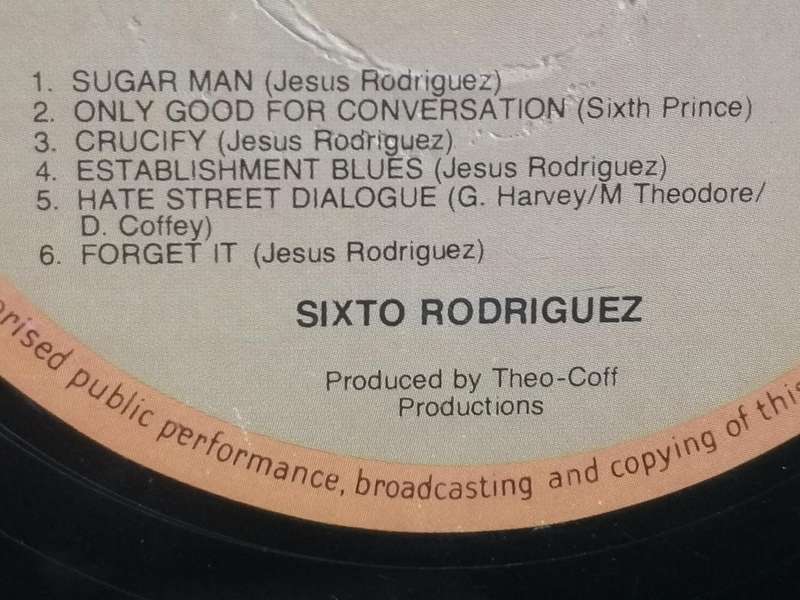 1. SUGAR MAN (Jesus Rodriguez)
2. ONLY GOOD FOR CONVERSATION (Sixth Prince)
3. CRUCIFY (Jesus Rodriguez)
4. ESTABLISHMENT BLUES (Jesus Rodriguez)
5. HATE STREET DIALOGUE (G. Harvey/M Theodore/
D. Coffey)
6. FORGET IT (Jesus Rodriguez)
SIXTO RODRIGUEZ
Produced by Theo-Coff
Productions
public performance, broadcasting and copying of this